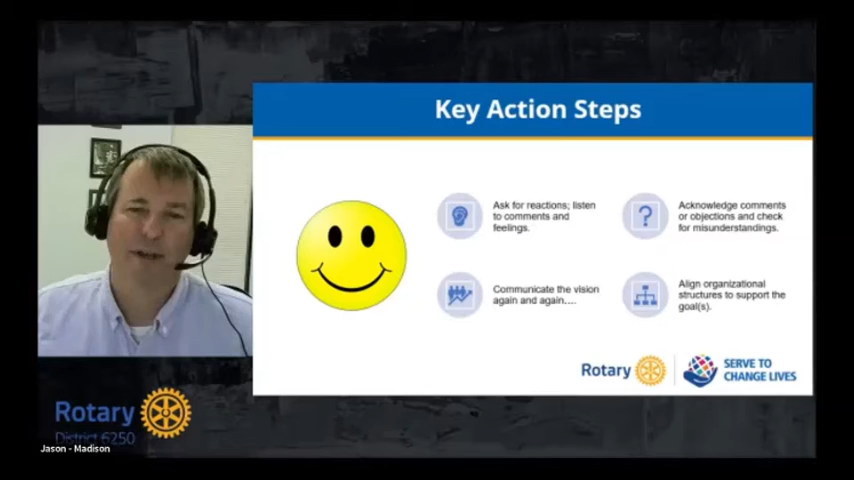 Key Action Steps
Ask for reactions; listen
to comments and
feelings.
Acknowledge comments
or objections and check
for misunderstandings.
Communicate the vision
again and again....
Align organizational
structures to support the
goal(s).
Rotary
SERVE TO
CHANGE LIVES
Rotary
District 6250
Jason - Madison